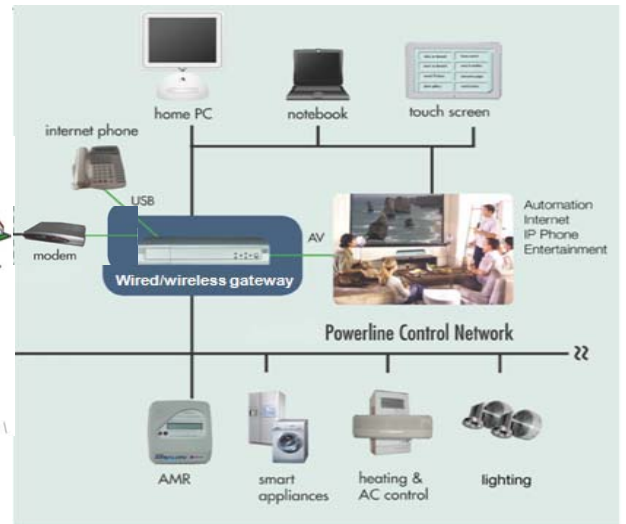 home PC
notebook
touch screen
internet phone
USB
modem
AV
Wired/wireless gateway
Automation
Internet
IP Phone
Entertainment
Powerline Control Network
AMR
smart
appliances
heating &
AC control
lighting